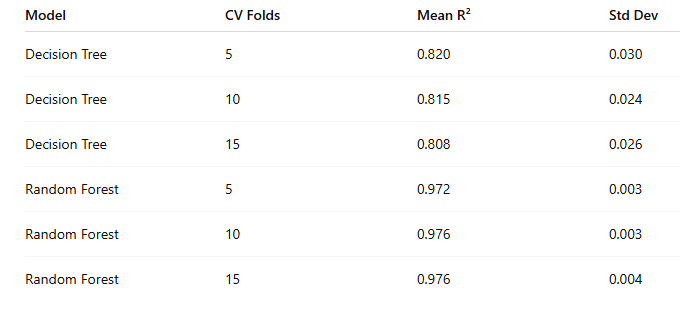 Model CV Folds Mean R² Std Dev
Decision Tree 5 0.820 0.030
Decision Tree 10 0.815 0.024
Decision Tree 15 0.808 0.026
Random Forest 5 0.972 0.003
Random Forest 10 0.976 0.003
Random Forest 15 0.976 0.004